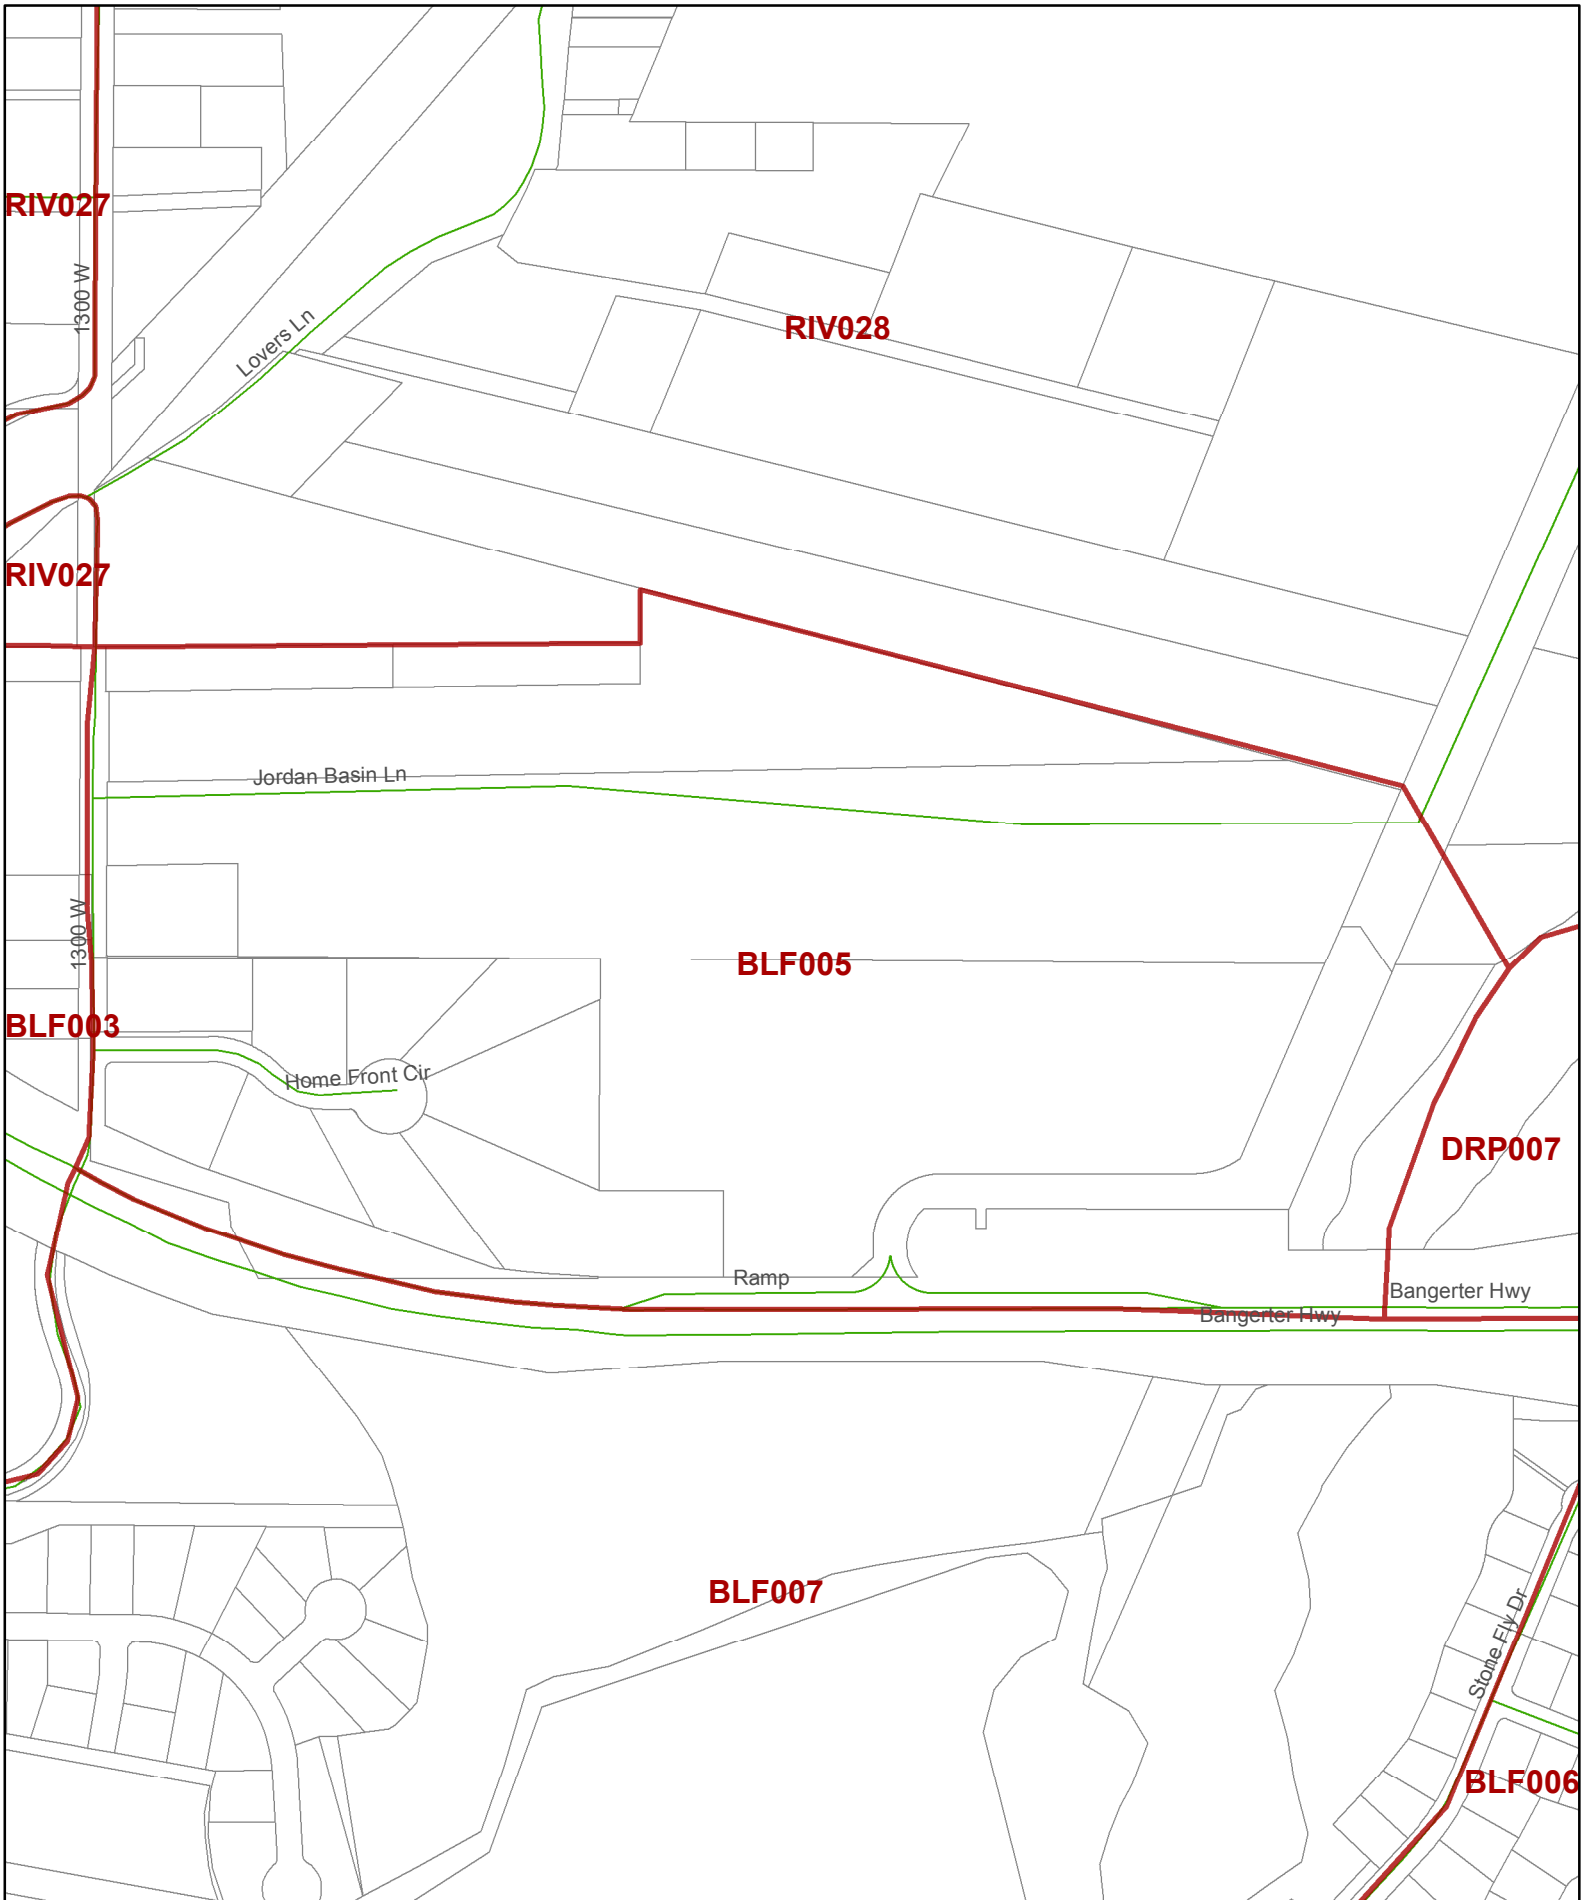 RIV027
1300 W
Lovers Ln
RIV028
RIV027
Jordan Basin Ln
1300 W
BLF005
BLF003
Home Front Cir
DRP007
Ramp
Bangerter Hwy
Bangerter Hwy
BLF007
Stone Fly Dr
BLF006